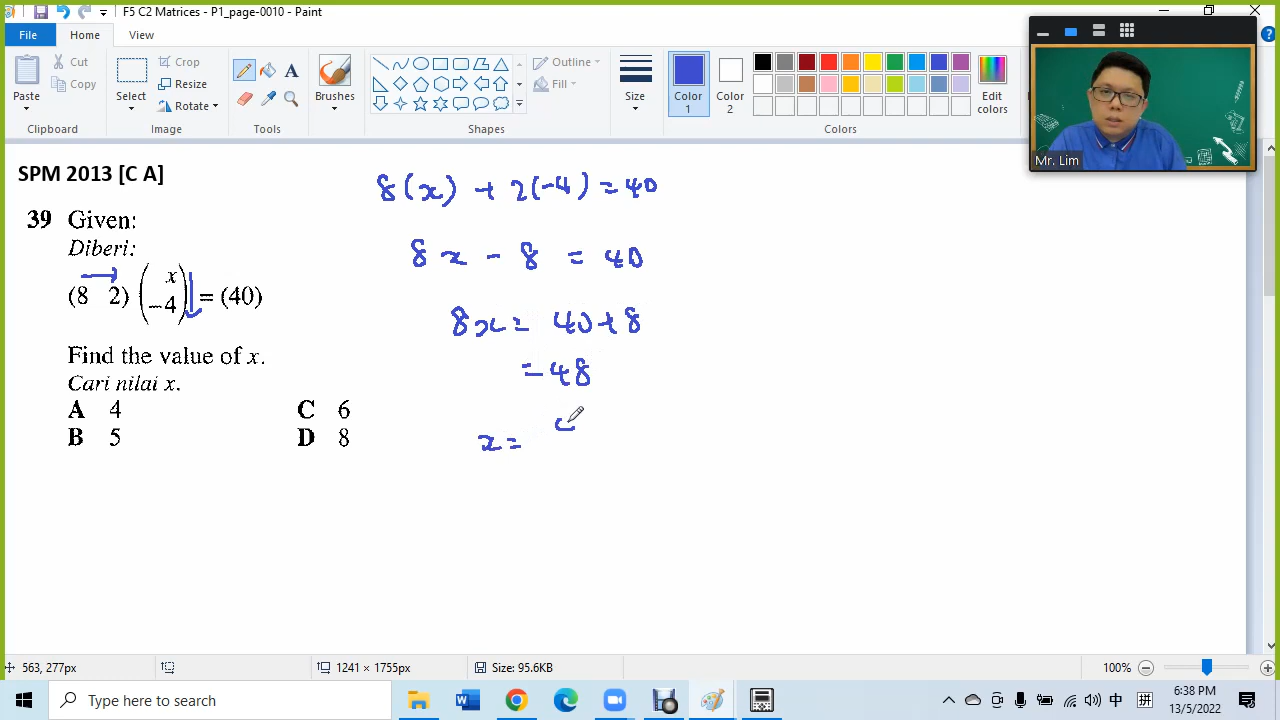 F5 C2 Matrices - P1_page-0010 - Paint
File Home View
Paste Cut Copy Clipboard
Select Crop Resize Rotate Image
Tools
Brushes
Outline Fill Shapes
Size
Color 1 Color 2 Edit colors Colors
Mr. Lim
SPM 2013 [C A]
39 Given:
Diberi:
(8 2) ( x -4 ) = (40)
Find the value of x.
Cari nilai x.
A 4 C 6
B 5 D 8
8(x) + 2(-4) = 40
8x - 8 = 40
8x = 40+8
= 48
x =
563, 277px 1241 × 1755px Size: 95.6KB 100%
Type here to search 中 拼 6:38 PM
13/5/2022